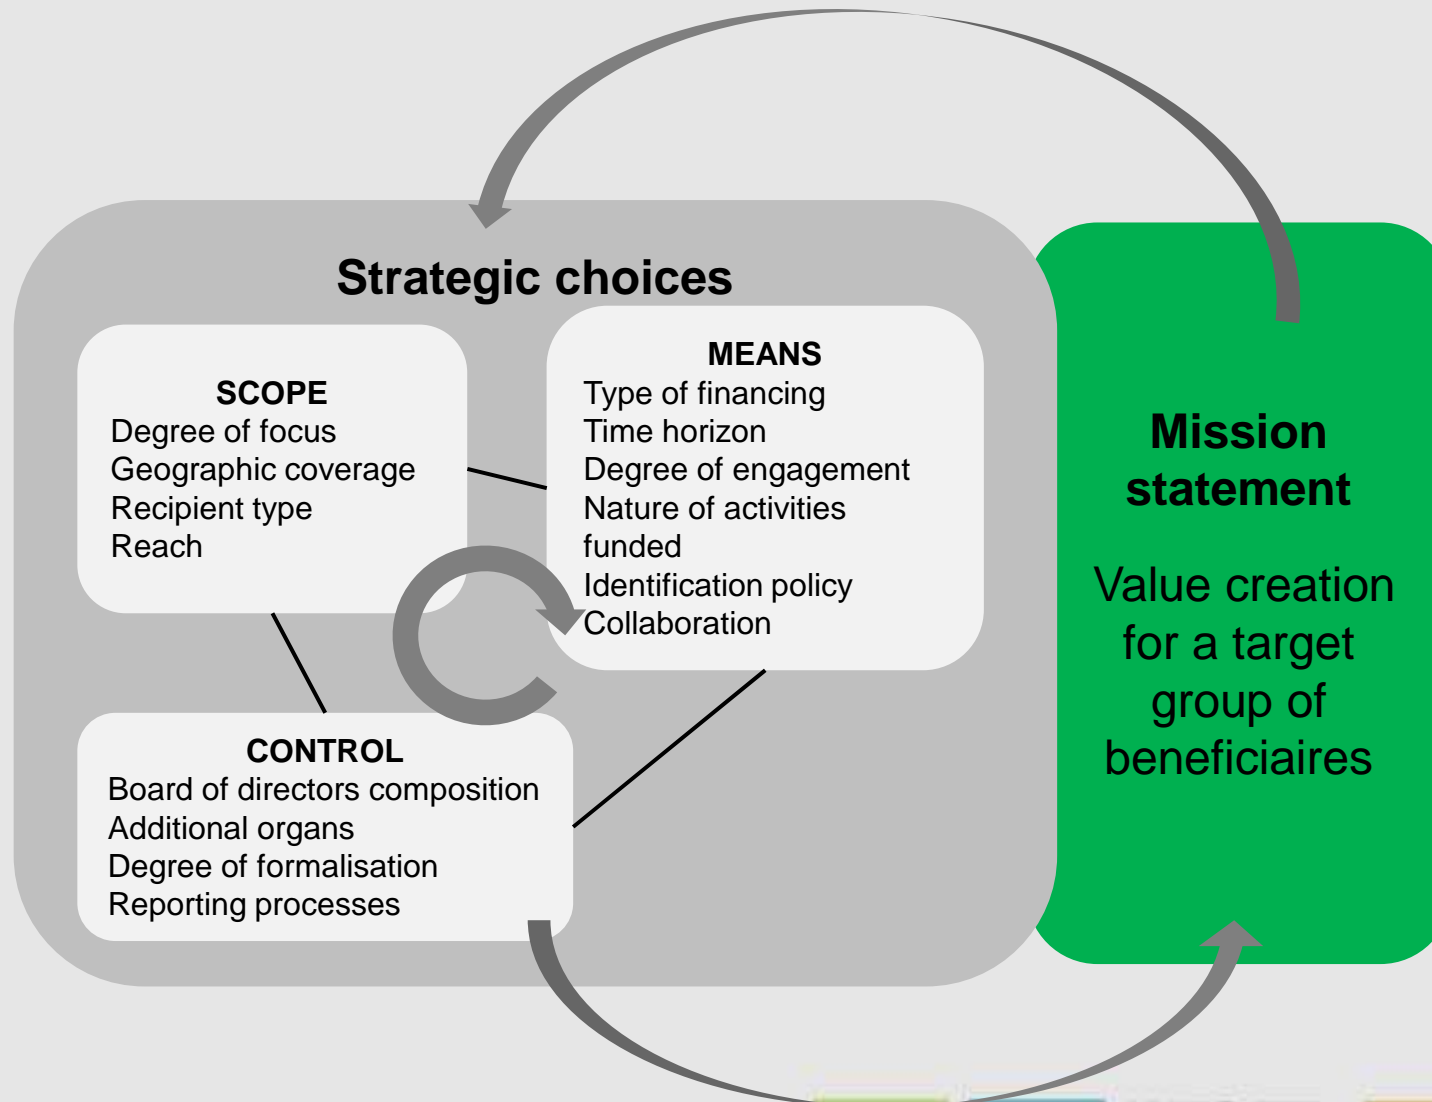 Strategic choices
SCOPE
Degree of focus
Geographic coverage
Recipient type
Reach
MEANS
Type of financing
Time horizon
Degree of engagement
Nature of activities
funded
Identification policy
Collaboration
CONTROL
Board of directors composition
Additional organs
Degree of formalisation
Reporting processes
Mission
statement
Value creation
for a target
group of
beneficiaires